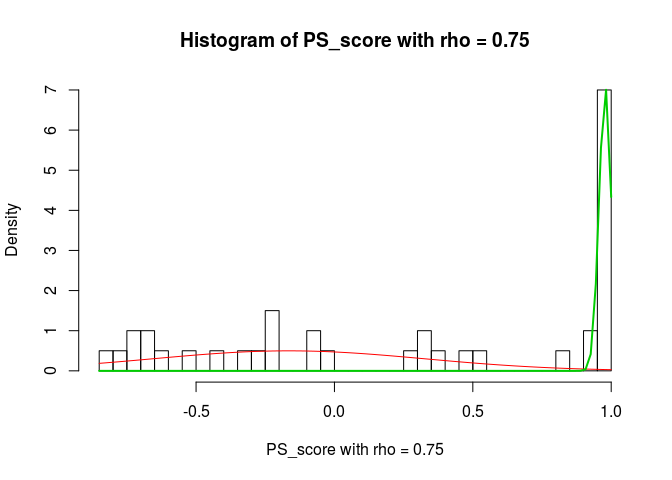 Histogram of PS_score with rho = 0.75
Density
7
6
5
4
3
2
1
0
-0.5 0.0 0.5 1.0
PS_score with rho = 0.75